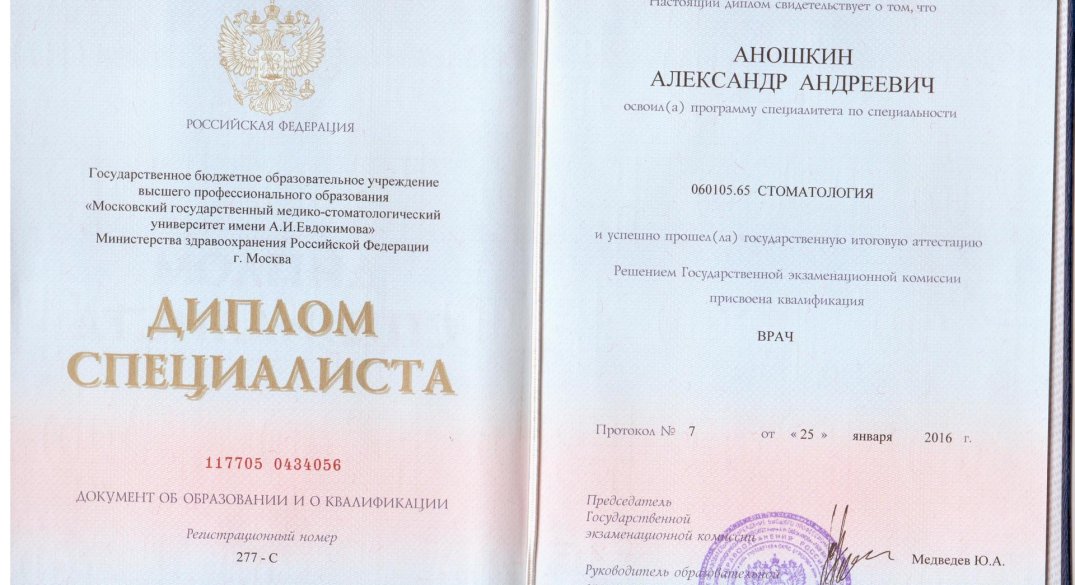 РОССИЙСКАЯ ФЕДЕРАЦИЯ
Государственное бюджетное образовательное учреждение
высшего профессионального образования
«Московский государственный медико-стоматологический
университет имени А.И.Евдокимова»
Министерства здравоохранения Российской Федерации
г. Москва
ДИПЛОМ
СПЕЦИАЛИСТА
117705 0434056
ДОКУМЕНТ ОБ ОБРАЗОВАНИИ И О КВАЛИФИКАЦИИ
Регистрационный номер
277 - С
Настоящий диплом свидетельствует о том, что
АНОШКИН
АЛЕКСАНДР АНДРЕЕВИЧ
освоил(а) программу специалитета по специальности
060105.65 СТОМАТОЛОГИЯ
и успешно прошел(ла) государственную итоговую аттестацию
Решением Государственной экзаменационной комиссии
присвоена квалификация
ВРАЧ
Протокол № 7 от « 25 » января 2016 г.
Председатель
Государственной
экзаменационной комиссии
Медведев Ю.А.
Руководитель образовательной